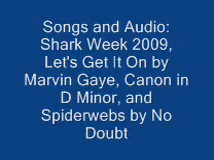 Songs and Audio:
Shark Week 2009,
Let's Get It On by
Marvin Gaye, Canon in
D Minor, and
Spiderwebs by No
Doubt